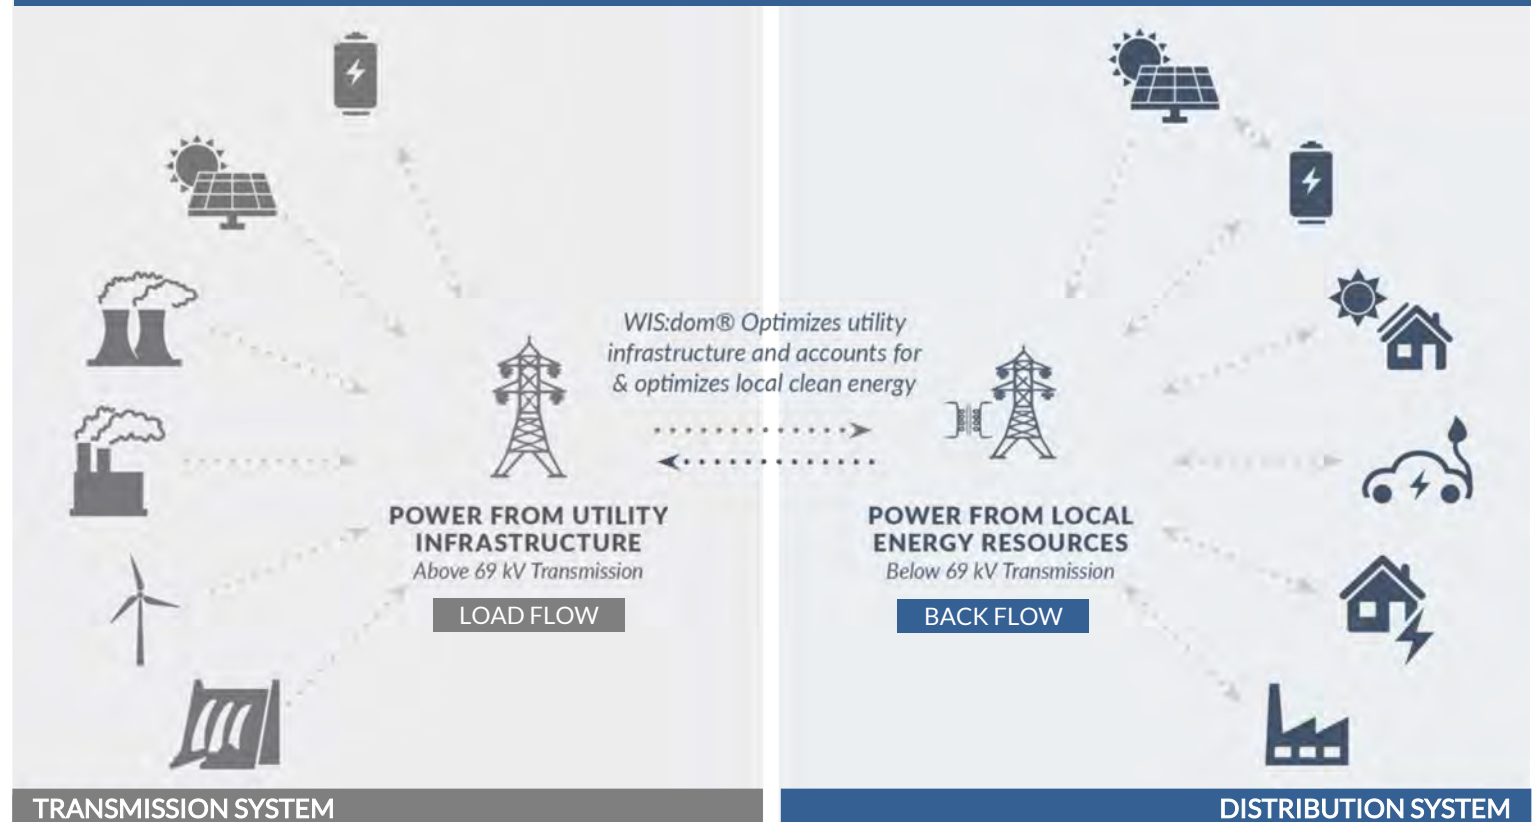 WIS:dom® Optimizes utility
infrastructure and accounts for
& optimizes local clean energy
POWER FROM UTILITY
INFRASTRUCTURE
Above 69 kV Transmission
LOAD FLOW
POWER FROM LOCAL
ENERGY RESOURCES
Below 69 kV Transmission
BACK FLOW
TRANSMISSION SYSTEM
DISTRIBUTION SYSTEM